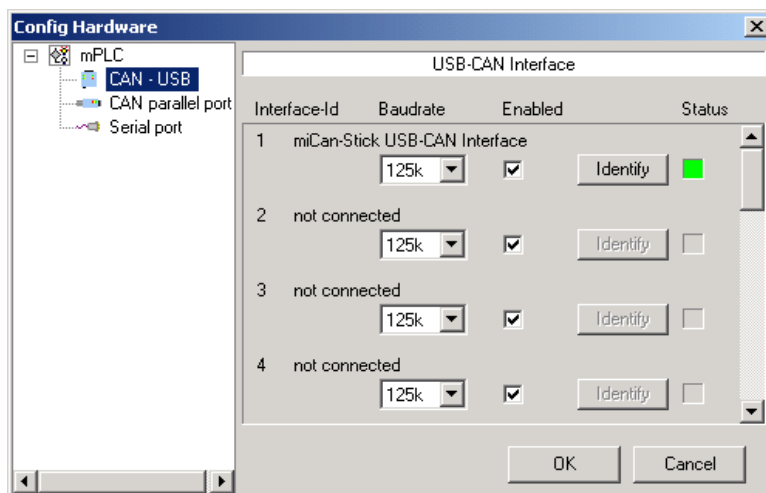 Config Hardware
mPLC
CAN - USB
CAN parallel port
Serial port
USB-CAN Interface
Interface-Id Baudrate Enabled Status
1 miCan-Stick USB-CAN Interface
125k Identify
2 not connected
125k Identify
3 not connected
125k Identify
4 not connected
125k Identify
OK Cancel